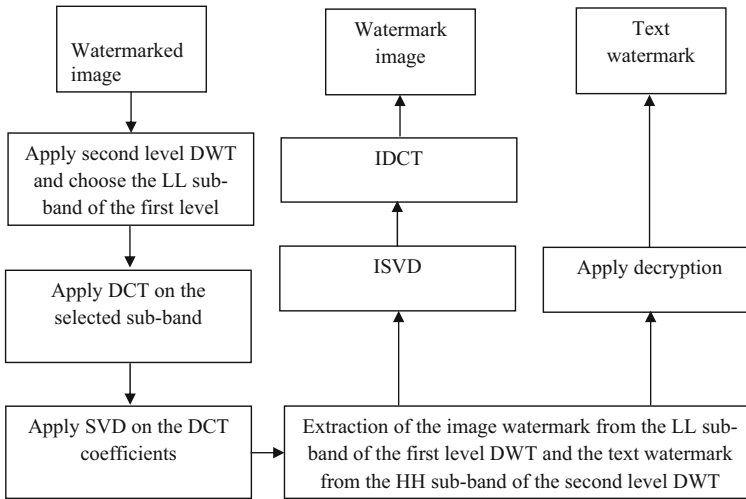 Watermarked
image
Apply second level DWT
and choose the LL sub-
band of the first level
Apply DCT on the
selected sub-band
Apply SVD on the DCT
coefficients
Watermark
image
IDCT
ISVD
Text
watermark
Apply decryption
Extraction of the image watermark from the LL sub-
band of the first level DWT and the text watermark
from the HH sub-band of the second level DWT